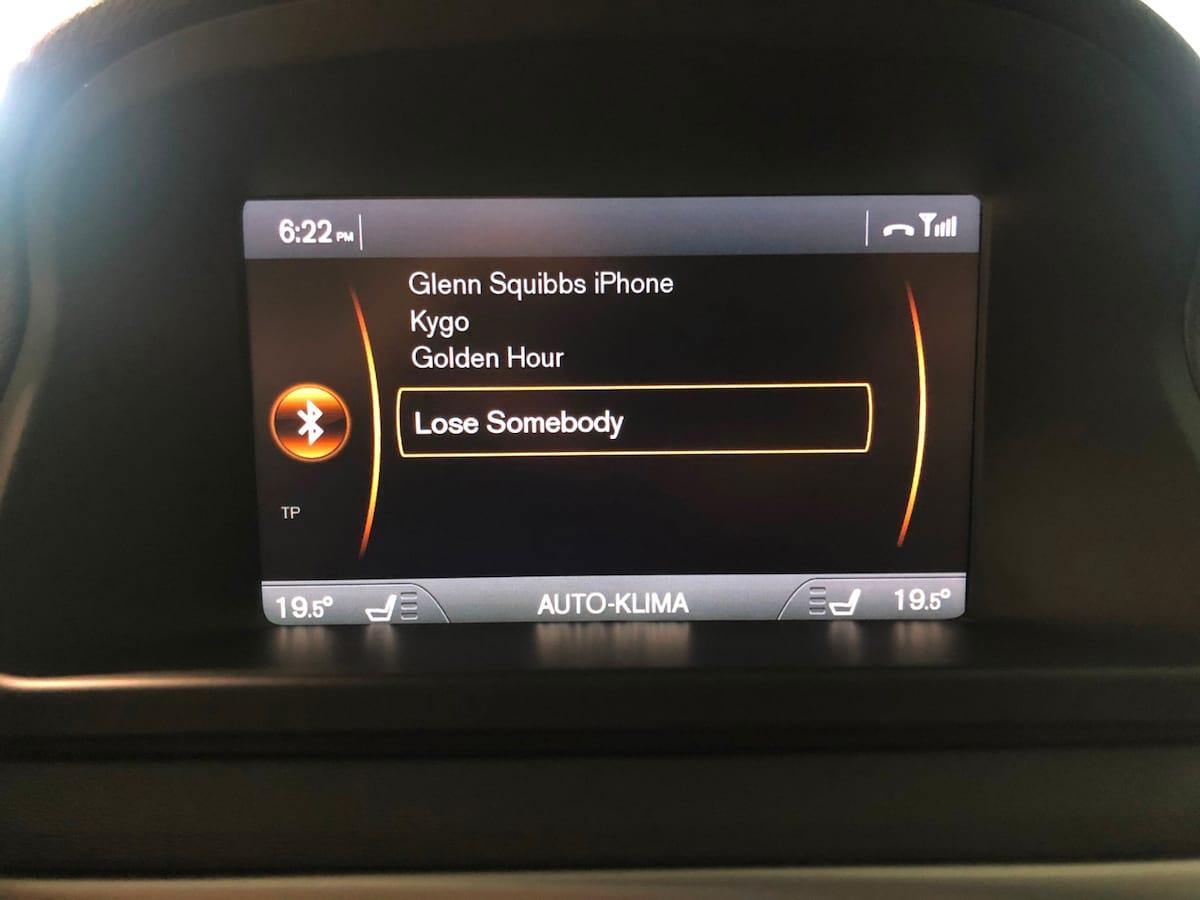 6:22 PM
Glenn Squibbs iPhone
Kygo
Golden Hour
Lose Somebody
TP
19.5° AUTO-KLIMA 19.5°